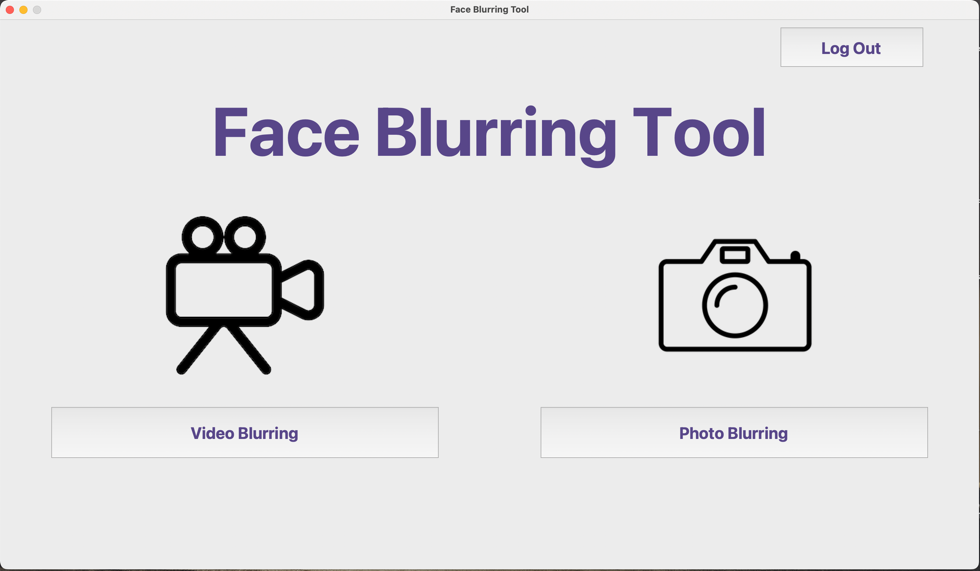 Face Blurring Tool
Log Out
Face Blurring Tool
Video Blurring
Photo Blurring